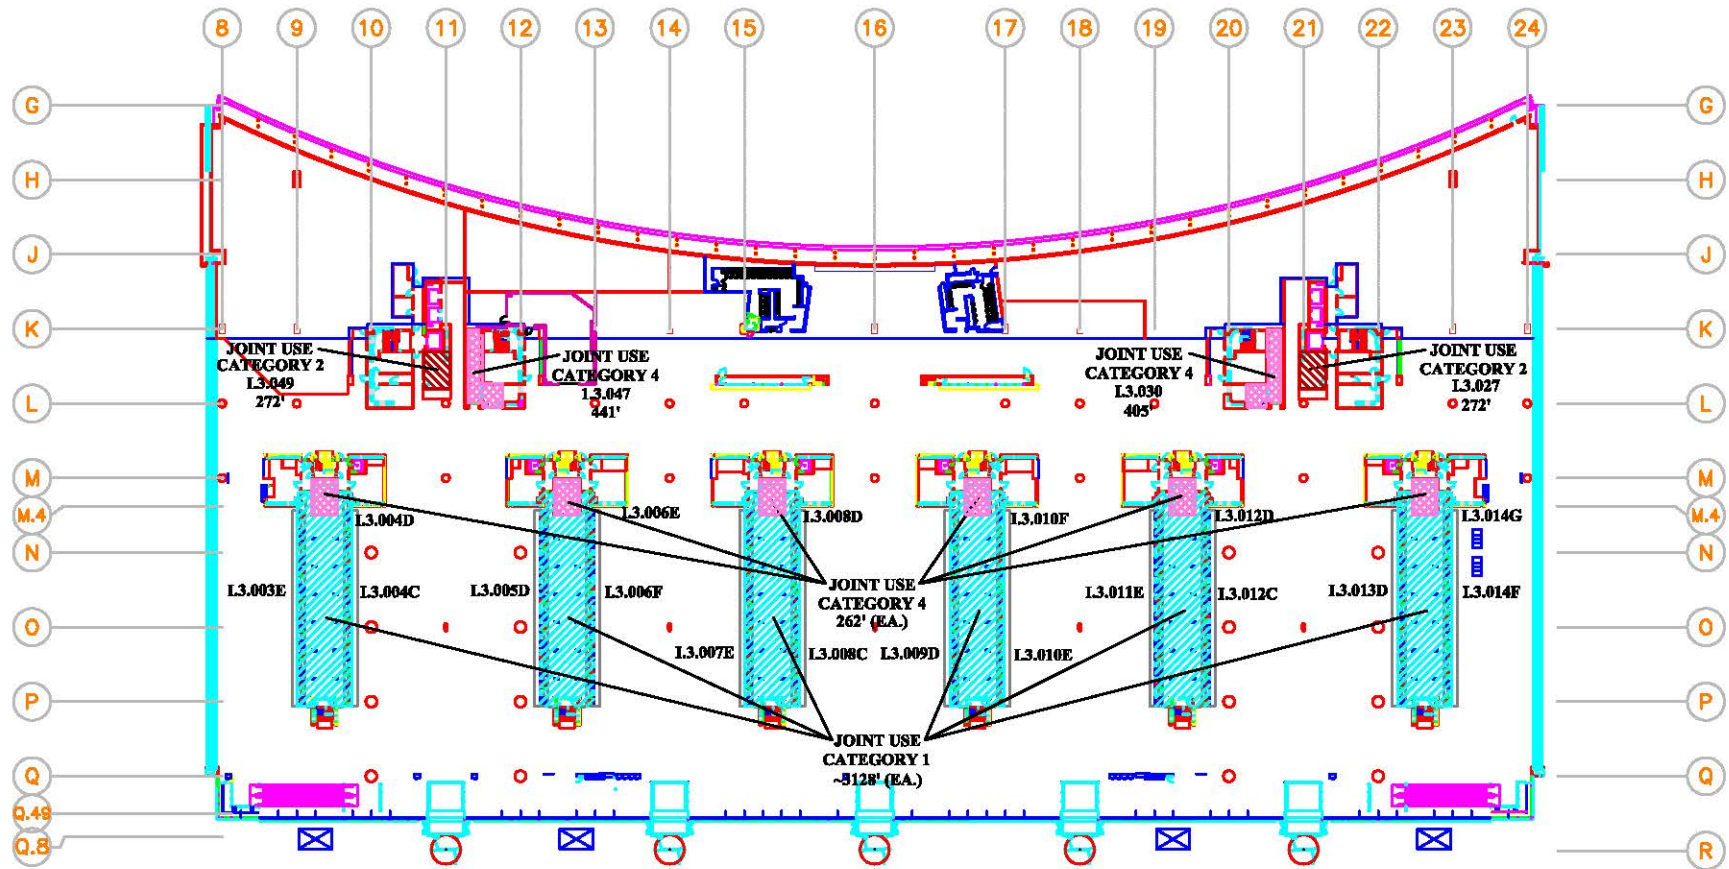 8 9 10 11 12 13 14 15 16 17 18 19 20 21 22 23 24
G G
H H
J J
K K
JOINT USE
CATEGORY 2
L3.049
272'
JOINT USE
CATEGORY 4
L3.047
441'
JOINT USE
CATEGORY 4
L3.030
405'
JOINT USE
CATEGORY 2
L3.027
272'
L L
M M
M.4 M.4
L3.004D L3.006E L3.008D L3.010F L3.012D L3.014G
N N
L3.003E L3.004C L3.005D L3.006F L3.011E L3.012C L3.013D L3.014F
JOINT USE
CATEGORY 4
262' (EA.)
O O
L3.007E L3.008C L3.009D L3.010E
P P
JOINT USE
CATEGORY 1
~3128' (EA.)
Q Q
Q.49
Q.8 R